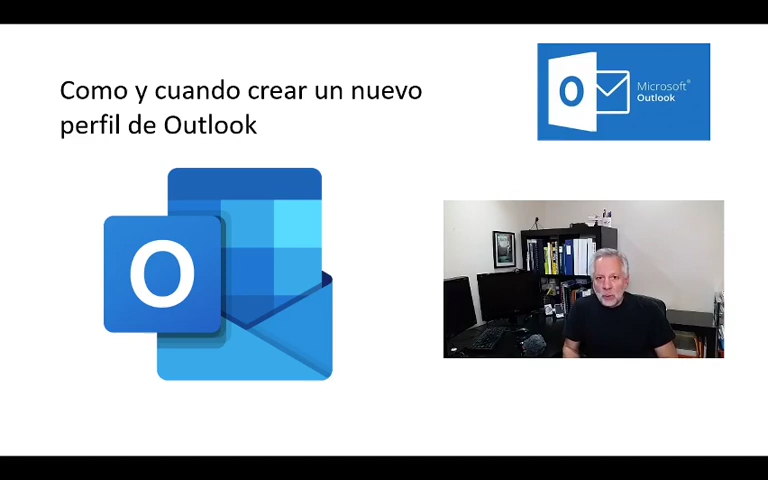 Como y cuando crear un nuevo
perfil de Outlook
O
Microsoft®
Outlook
O